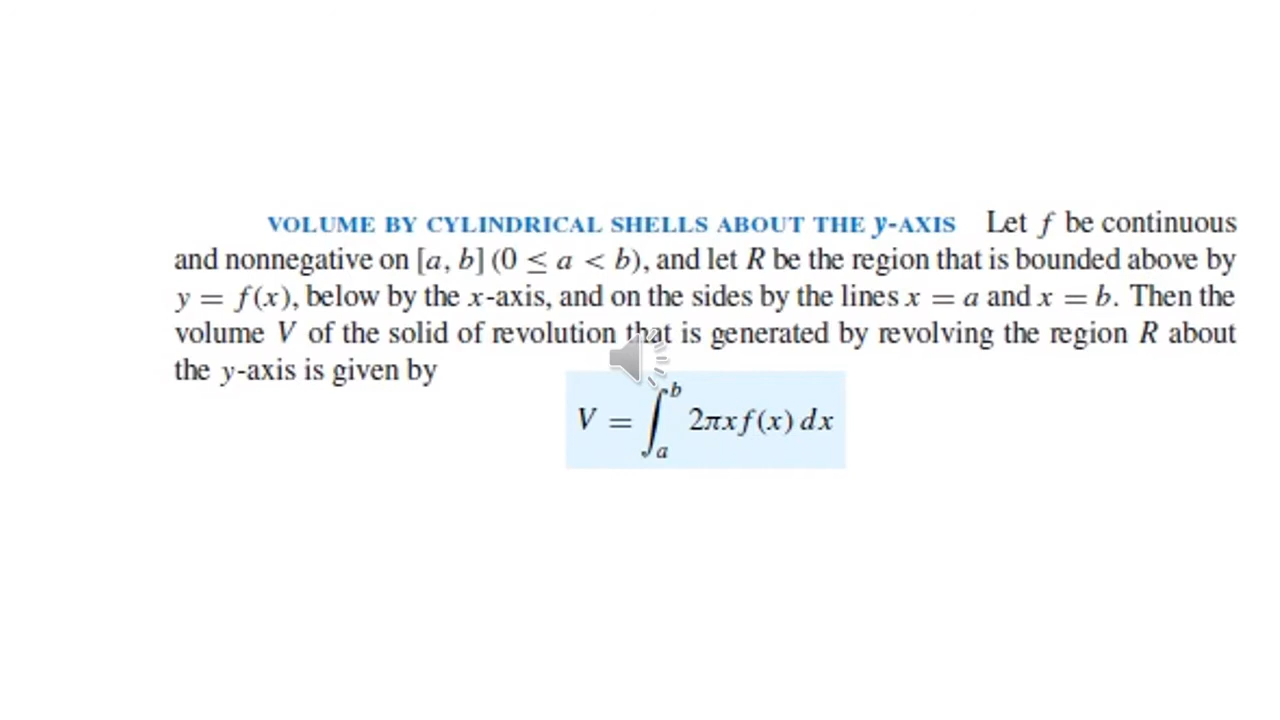 VOLUME BY CYLINDRICAL SHELLS ABOUT THE y-AXIS Let f be continuous
and nonnegative on [a, b] (0 ≤ a < b), and let R be the region that is bounded above by
y = f(x), below by the x-axis, and on the sides by the lines x = a and x = b. Then the
volume V of the solid of revolution that is generated by revolving the region R about
the y-axis is given by
V = ∫_a^b 2πxf(x) dx